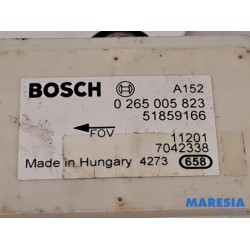 BOSCH A152
0 265 005 823
51859166
FOV
11201
7042338
Made in Hungary 4273 658
MARESIA